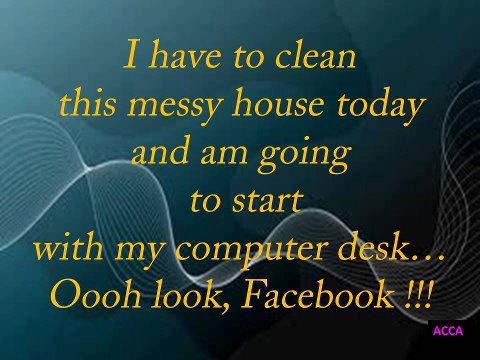 I have to clean
this messy house today
and am going
to start
with my computer desk...
Oooh look, Facebook !!!
ACCA